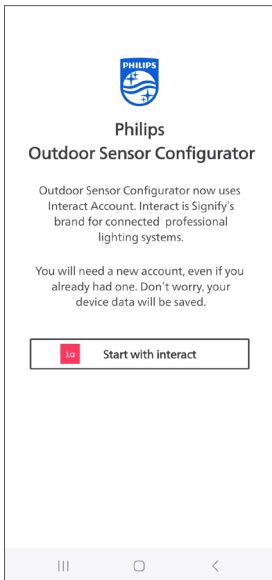 PHILIPS
Philips
Outdoor Sensor Configurator
Outdoor Sensor Configurator now uses
Interact Account. Interact is Signify's
brand for connected professional
lighting systems.
You will need a new account, even if you
already had one. Don't worry, your
device data will be saved.
ia Start with interact